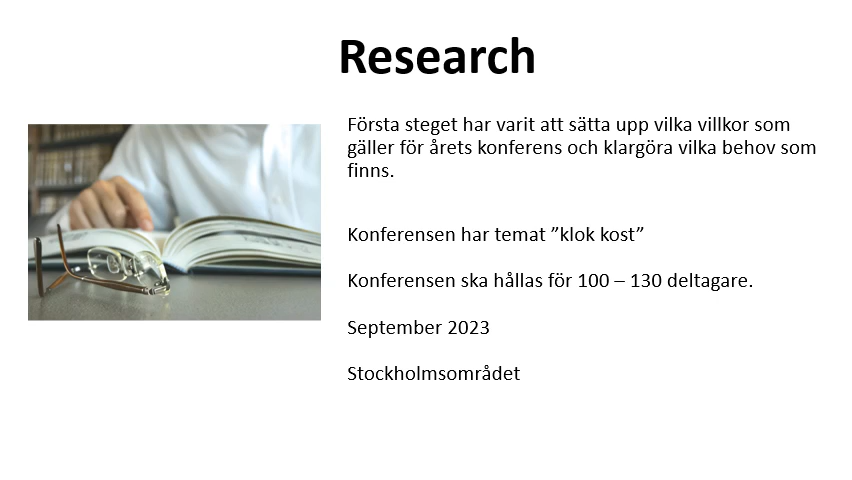 Research
Första steget har varit att sätta upp vilka villkor som
gäller för årets konferens och klargöra vilka behov som
finns.
Konferensen har temat ”klok kost”
Konferensen ska hållas för 100 – 130 deltagare.
September 2023
Stockholmsområdet